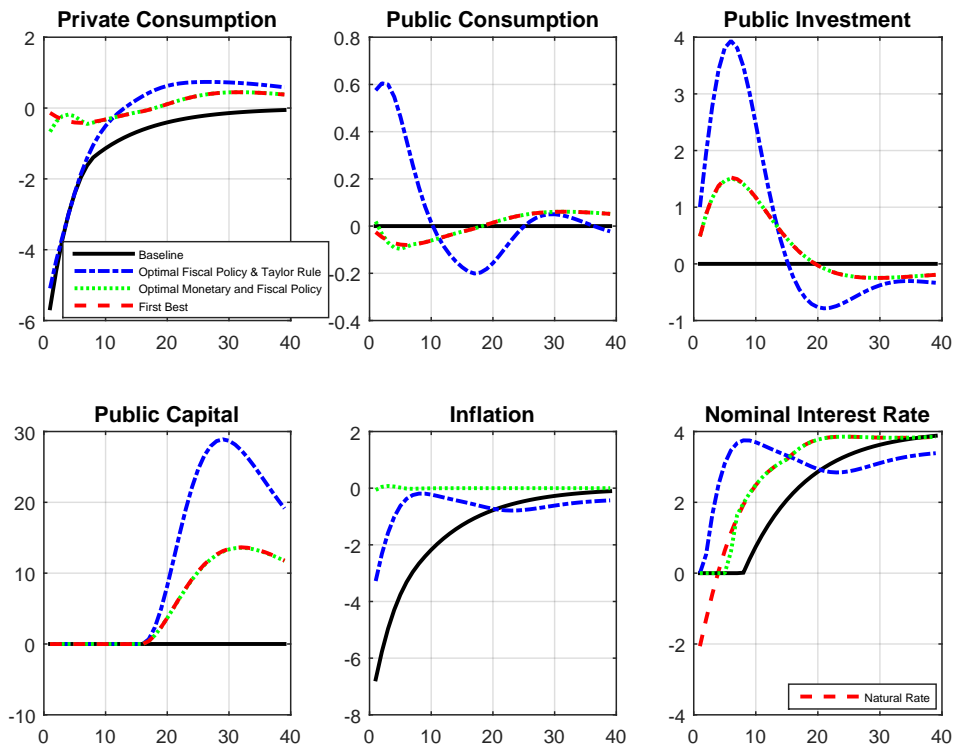 Private Consumption
2
0
-2
-4
-6
0 10 20 30 40
Baseline
Optimal Fiscal Policy & Taylor Rule
Optimal Monetary and Fiscal Policy
First Best
Public Consumption
0.8
0.6
0.4
0.2
0
-0.2
-0.4
0 10 20 30 40
Public Investment
4
3
2
1
0
-1
0 10 20 30 40
Public Capital
30
20
10
0
-10
0 10 20 30 40
Inflation
2
0
-2
-4
-6
-8
0 10 20 30 40
Nominal Interest Rate
4
2
0
-2
-4
0 10 20 30 40
Natural Rate